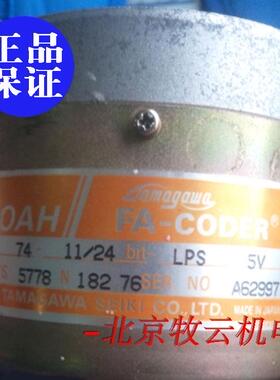 正品
保证
OAH Tamagawa
FA-CODER®
74- 11/24 bit LPS 5V
S 5778 N 182 76 SER. NO A62997
TAMAGAWA SEIKI CO., LTD. MADE IN JAPAN
-北京牧云机电